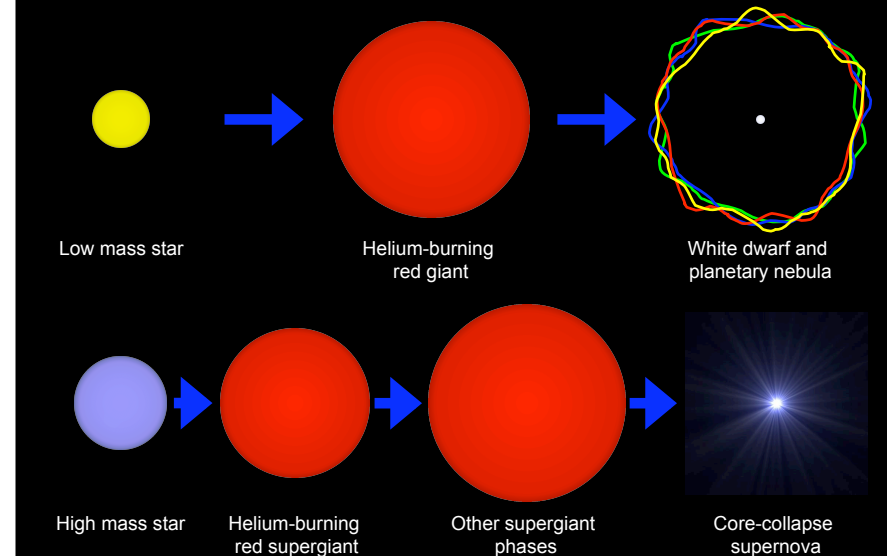 Low mass star
Helium-burning
red giant
White dwarf and
planetary nebula
High mass star
Helium-burning
red supergiant
Other supergiant
phases
Core-collapse
supernova